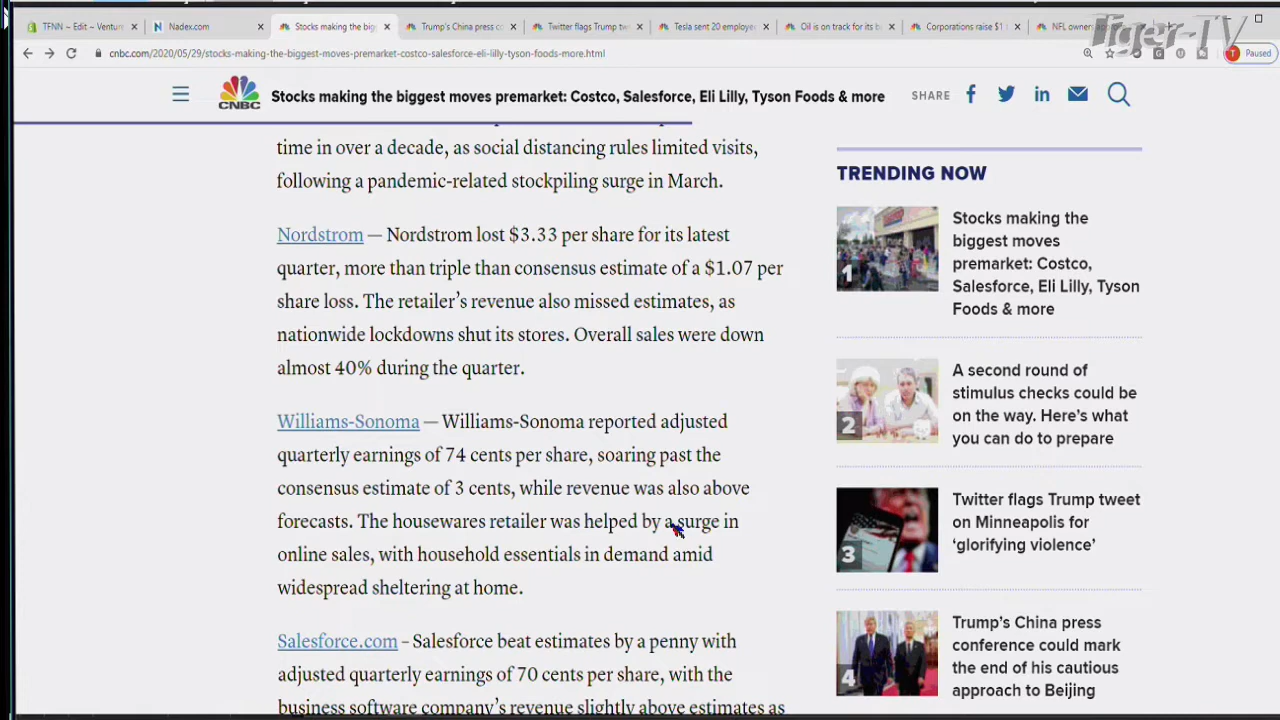 TFNN – Edit – Ventur
Nadex.com
Stocks making the big
Trump's China press co
Twitter flags Trump tw
Tesla sent 20 employe
Oil is on track for its b
Corporations raise $1
NFL owners
Tiger-TV
cnbc.com/2020/05/29/stocks-making-the-biggest-moves-premarket-costco-salesforce-eli-lilly-tyson-foods-more.html
Paused
CNBC
Stocks making the biggest moves premarket: Costco, Salesforce, Eli Lilly, Tyson Foods & more
SHARE
time in over a decade, as social distancing rules limited visits,
following a pandemic-related stockpiling surge in March.
Nordstrom — Nordstrom lost $3.33 per share for its latest
quarter, more than triple than consensus estimate of a $1.07 per
share loss. The retailer's revenue also missed estimates, as
nationwide lockdowns shut its stores. Overall sales were down
almost 40% during the quarter.
Williams-Sonoma — Williams-Sonoma reported adjusted
quarterly earnings of 74 cents per share, soaring past the
consensus estimate of 3 cents, while revenue was also above
forecasts. The housewares retailer was helped by a surge in
online sales, with household essentials in demand amid
widespread sheltering at home.
Salesforce.com – Salesforce beat estimates by a penny with
adjusted quarterly earnings of 70 cents per share, with the
business software company's revenue slightly above estimates as
TRENDING NOW
1
Stocks making the
biggest moves
premarket: Costco,
Salesforce, Eli Lilly, Tyson
Foods & more
2
A second round of
stimulus checks could be
on the way. Here's what
you can do to prepare
3
Twitter flags Trump tweet
on Minneapolis for
'glorifying violence'
4
Trump's China press
conference could mark
the end of his cautious
approach to Beijing